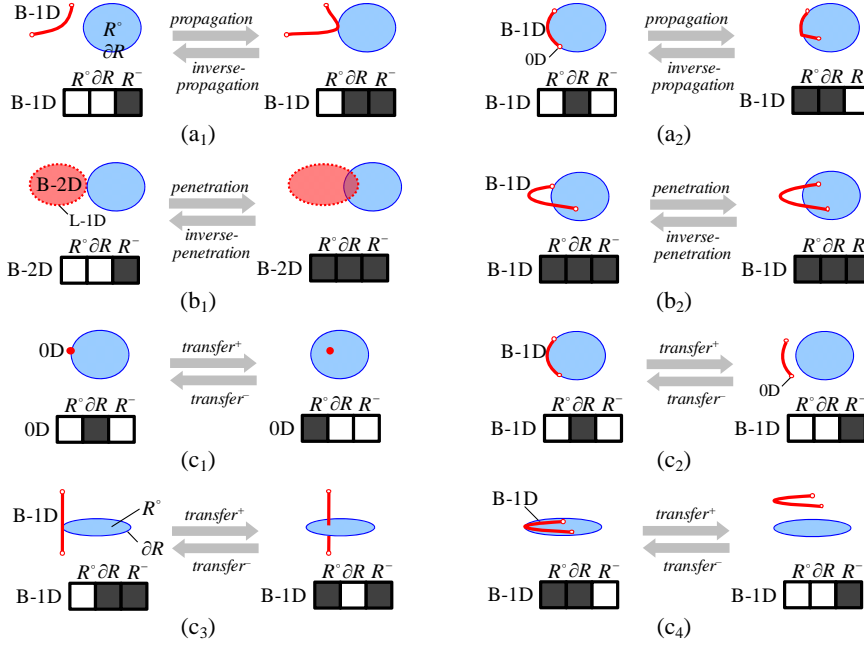 B-1D R° ∂R propagation inverse-propagation
R° ∂R R⁻ R° ∂R R⁻
B-1D B-1D
(a₁)
B-1D 0D propagation inverse-propagation
R° ∂R R⁻ R° ∂R R⁻
B-1D B-1D
(a₂)
B-2D L-1D penetration inverse-penetration
R° ∂R R⁻ R° ∂R R⁻
B-2D B-2D
(b₁)
B-1D penetration inverse-penetration
R° ∂R R⁻ R° ∂R R⁻
B-1D B-1D
(b₂)
0D transfer⁺ transfer⁻
R° ∂R R⁻ R° ∂R R⁻
0D 0D
(c₁)
B-1D transfer⁺ transfer⁻ 0D
R° ∂R R⁻ R° ∂R R⁻
B-1D B-1D
(c₂)
B-1D R° ∂R transfer⁺ transfer⁻
R° ∂R R⁻ R° ∂R R⁻
B-1D B-1D
(c₃)
B-1D transfer⁺ transfer⁻
R° ∂R R⁻ R° ∂R R⁻
B-1D B-1D
(c₄)